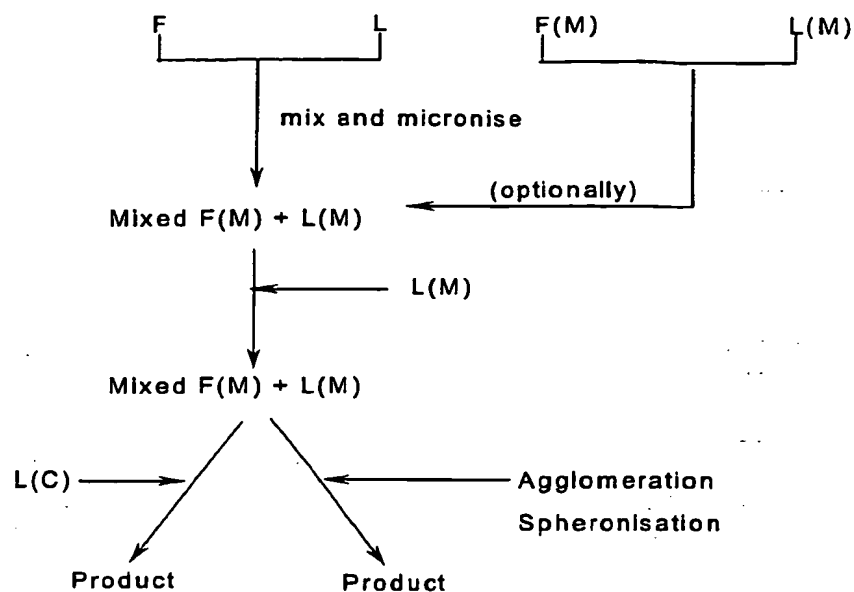 F L F(M) L(M)
mix and micronise
(optionally)
Mixed F(M) + L(M)
L(M)
Mixed F(M) + L(M)
L(C) Agglomeration
Spheronisation
Product Product